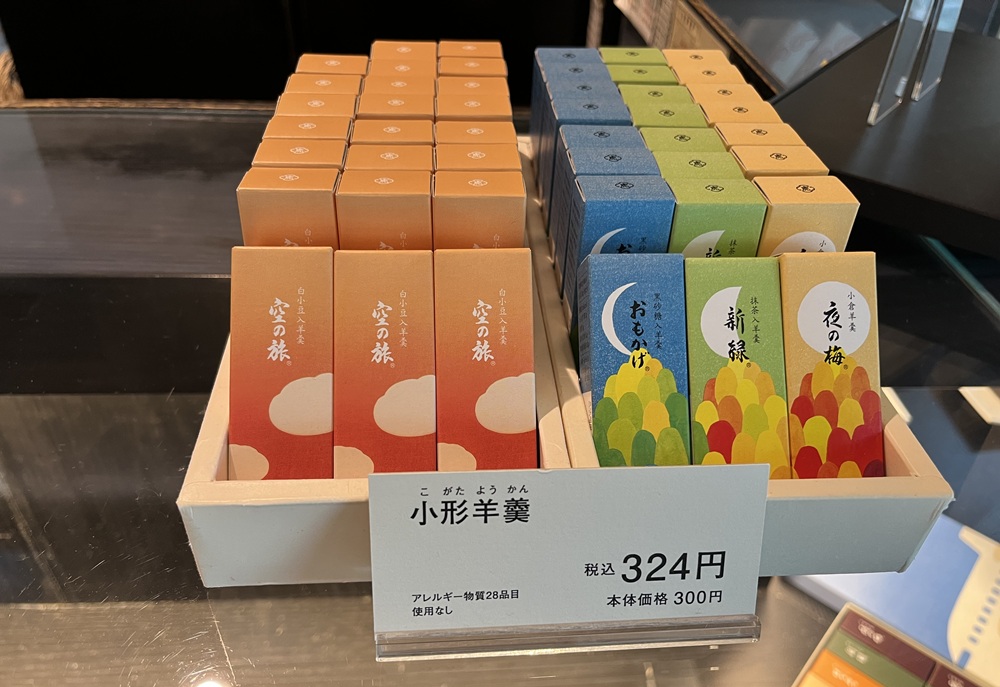 白小豆入羊羹
空の旅
白小豆入羊羹
空の旅
白小豆入羊羹
空の旅
黒砂糖入羊羹
おもかげ
抹茶入羊羹
新緑
小倉羊羹
夜の梅
こがたようかん
小形羊羹
税込 324円
本体価格 300円
アレルギー物質28品目
使用なし